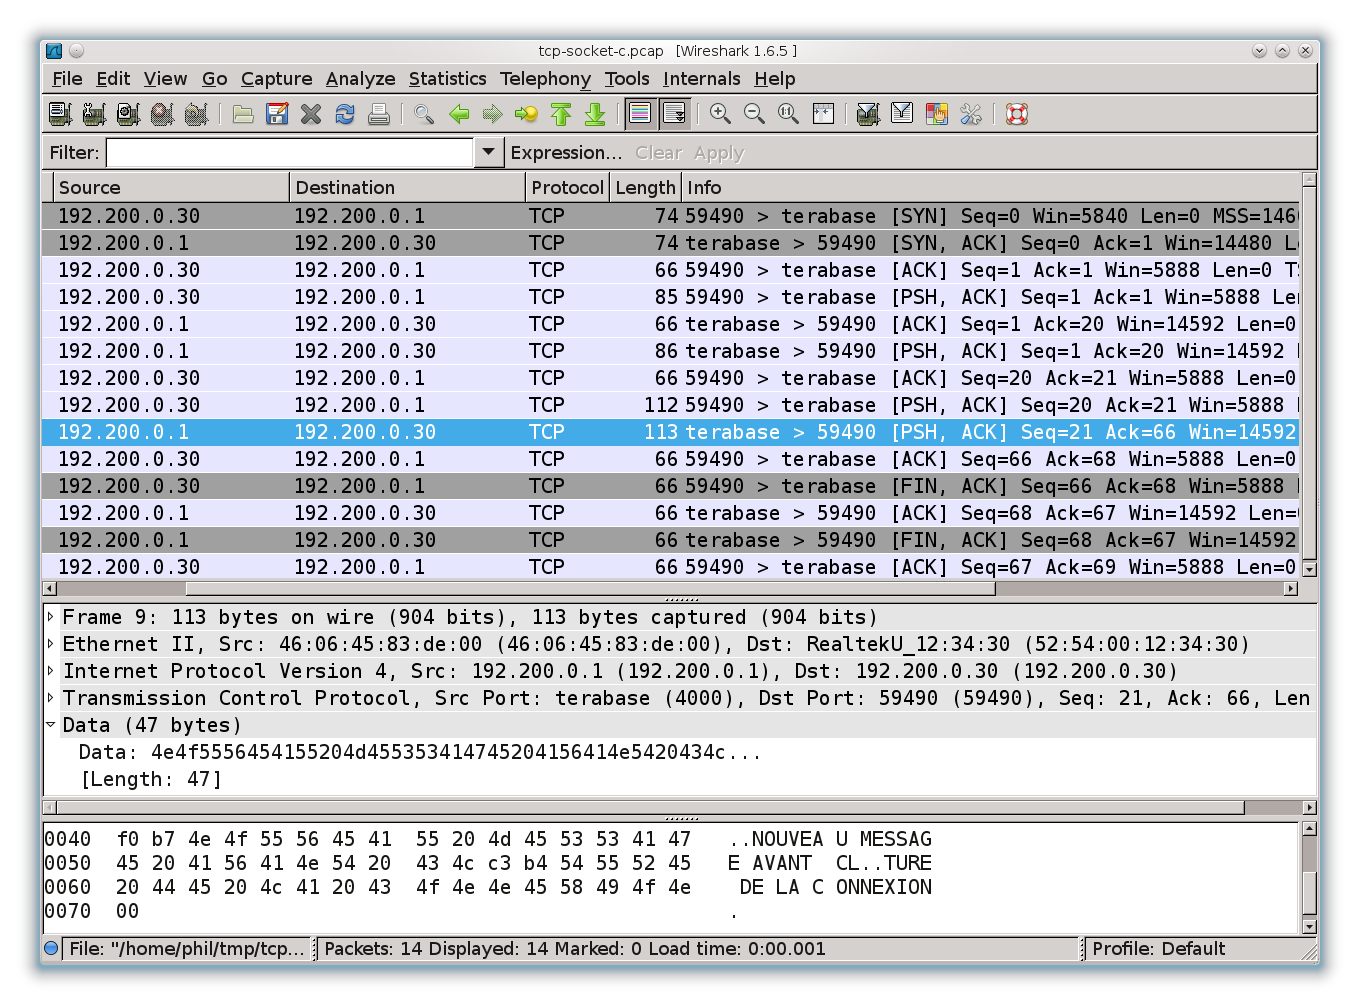 tcp-socket-c.pcap [Wireshark 1.6.5 ]
File Edit View Go Capture Analyze Statistics Telephony Tools Internals Help
Filter: Expression... Clear Apply
Source Destination Protocol Length Info
192.200.0.30 192.200.0.1 TCP 74 59490 > terabase [SYN] Seq=0 Win=5840 Len=0 MSS=146
192.200.0.1 192.200.0.30 TCP 74 terabase > 59490 [SYN, ACK] Seq=0 Ack=1 Win=14480 L
192.200.0.30 192.200.0.1 TCP 66 59490 > terabase [ACK] Seq=1 Ack=1 Win=5888 Len=0 T
192.200.0.30 192.200.0.1 TCP 85 59490 > terabase [PSH, ACK] Seq=1 Ack=1 Win=5888 Le
192.200.0.1 192.200.0.30 TCP 66 terabase > 59490 [ACK] Seq=1 Ack=20 Win=14592 Len=0
192.200.0.1 192.200.0.30 TCP 86 terabase > 59490 [PSH, ACK] Seq=1 Ack=20 Win=14592
192.200.0.30 192.200.0.1 TCP 66 59490 > terabase [ACK] Seq=20 Ack=21 Win=5888 Len=0
192.200.0.30 192.200.0.1 TCP 112 59490 > terabase [PSH, ACK] Seq=20 Ack=21 Win=5888
192.200.0.1 192.200.0.30 TCP 113 terabase > 59490 [PSH, ACK] Seq=21 Ack=66 Win=14592
192.200.0.30 192.200.0.1 TCP 66 59490 > terabase [ACK] Seq=66 Ack=68 Win=5888 Len=0
192.200.0.30 192.200.0.1 TCP 66 59490 > terabase [FIN, ACK] Seq=66 Ack=68 Win=5888
192.200.0.1 192.200.0.30 TCP 66 terabase > 59490 [ACK] Seq=68 Ack=67 Win=14592 Len=
192.200.0.1 192.200.0.30 TCP 66 terabase > 59490 [FIN, ACK] Seq=68 Ack=67 Win=14592
192.200.0.30 192.200.0.1 TCP 66 59490 > terabase [ACK] Seq=67 Ack=69 Win=5888 Len=0
Frame 9: 113 bytes on wire (904 bits), 113 bytes captured (904 bits)
Ethernet II, Src: 46:06:45:83:de:00 (46:06:45:83:de:00), Dst: RealtekU_12:34:30 (52:54:00:12:34:30)
Internet Protocol Version 4, Src: 192.200.0.1 (192.200.0.1), Dst: 192.200.0.30 (192.200.0.30)
Transmission Control Protocol, Src Port: terabase (4000), Dst Port: 59490 (59490), Seq: 21, Ack: 66, Len
Data (47 bytes)
Data: 4e4f5556454155204d4553534147452041564​14e5420434c...
[Length: 47]
0040 f0 b7 4e 4f 55 56 45 41 55 20 4d 45 53 53 41 47 ..NOUVEA U MESSAG
0050 45 20 41 56 41 4e 54 20 43 4c c3 b4 54 55 52 45 E AVANT CL..TURE
0060 20 44 45 20 4c 41 20 43 4f 4e 4e 45 58 49 4f 4e DE LA C ONNEXION
0070 00 .
File: "/home/phil/tmp/tcp... Packets: 14 Displayed: 14 Marked: 0 Load time: 0:00.001 Profile: Default